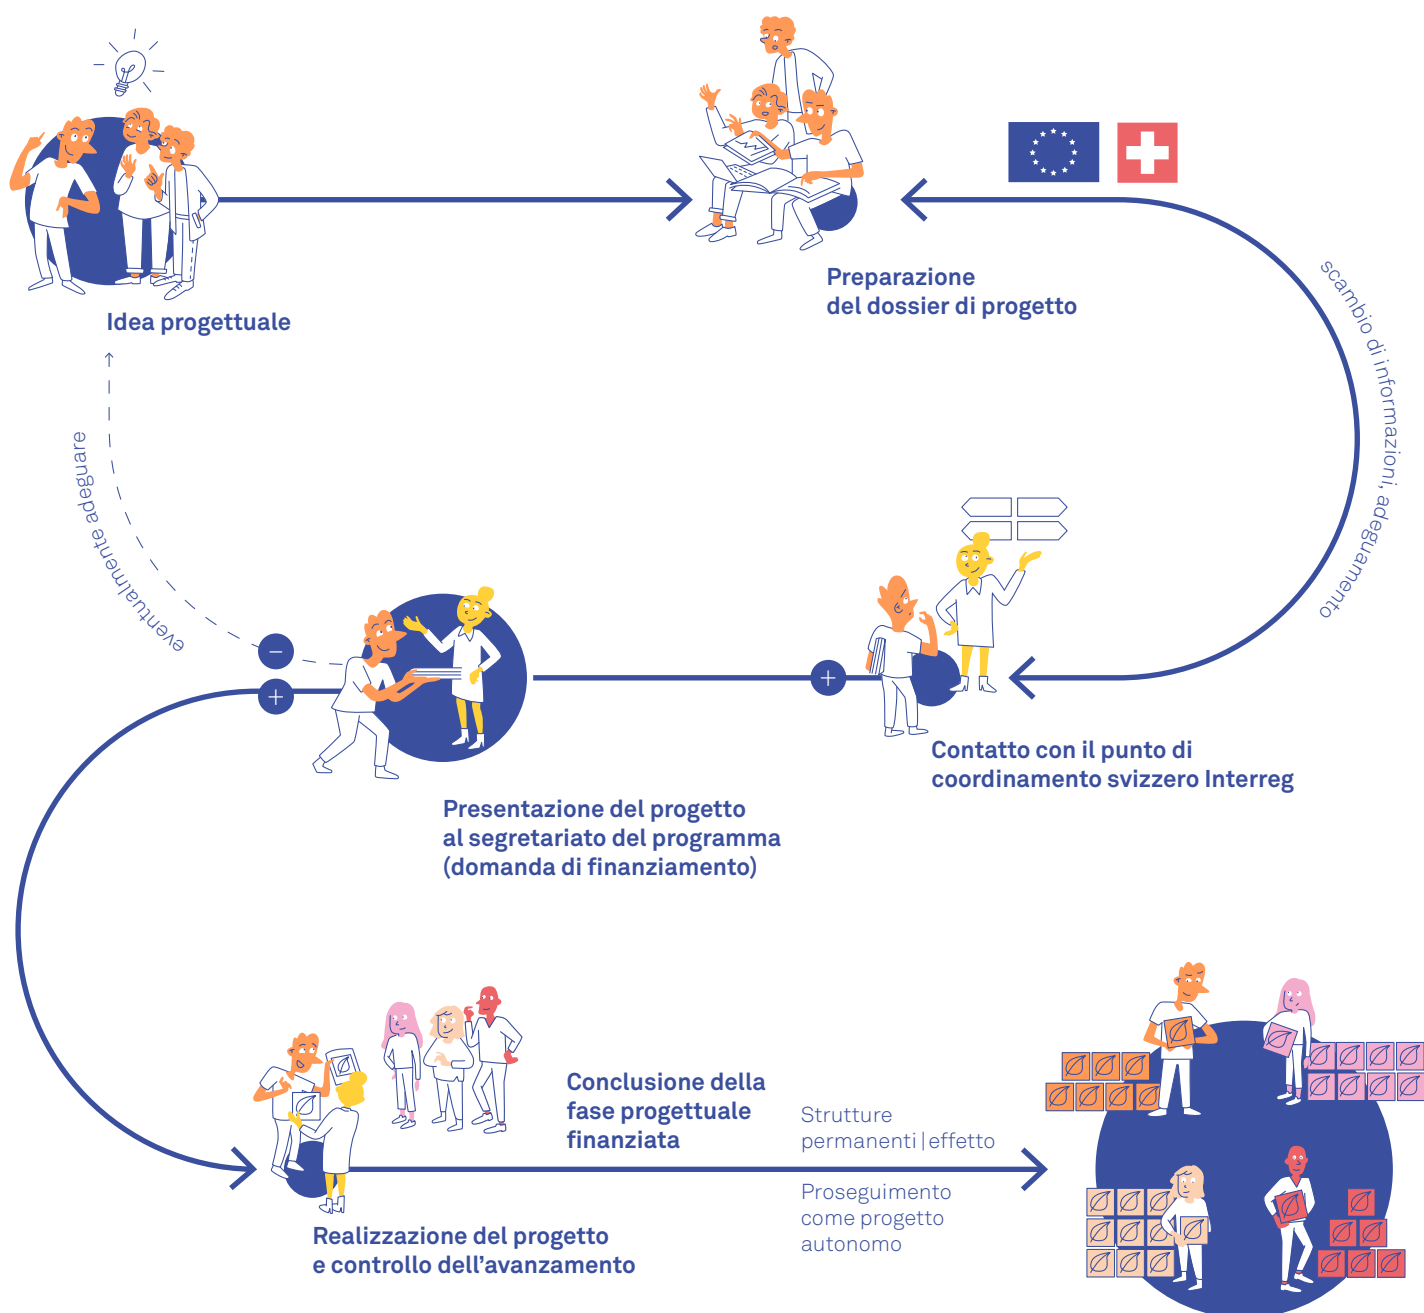 Idea progettuale
Preparazione
del dossier di progetto
scambio di informazioni, adeguamento
eventualmente adeguare
−
+
+
Contatto con il punto di
coordinamento svizzero Interreg
Presentazione del progetto
al segretariato del programma
(domanda di finanziamento)
Conclusione della
fase progettuale
finanziata
Strutture
permanenti | effetto
Proseguimento
come progetto
autonomo
Realizzazione del progetto
e controllo dell’avanzamento